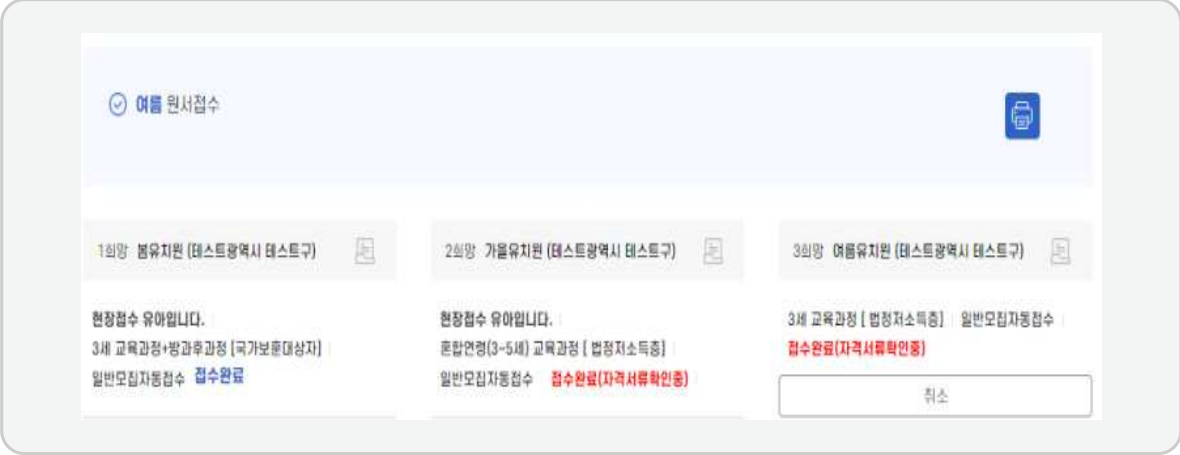 여름 원서접수
1희망 봄유치원 (테스트광역시 테스트구)
현장접수 유아입니다.
3세 교육과정+방과후과정 [국가보훈대상자]
일반모집자동접수 접수완료
2희망 가을유치원 (테스트광역시 테스트구)
현장접수 유아입니다.
혼합연령(3~5세) 교육과정 [ 법정저소득층]
일반모집자동접수 접수완료(자격서류확인중)
3희망 여름유치원 (테스트광역시 테스트구)
3세 교육과정 [ 법정저소득층] 일반모집자동접수
접수완료(자격서류확인중)
취소